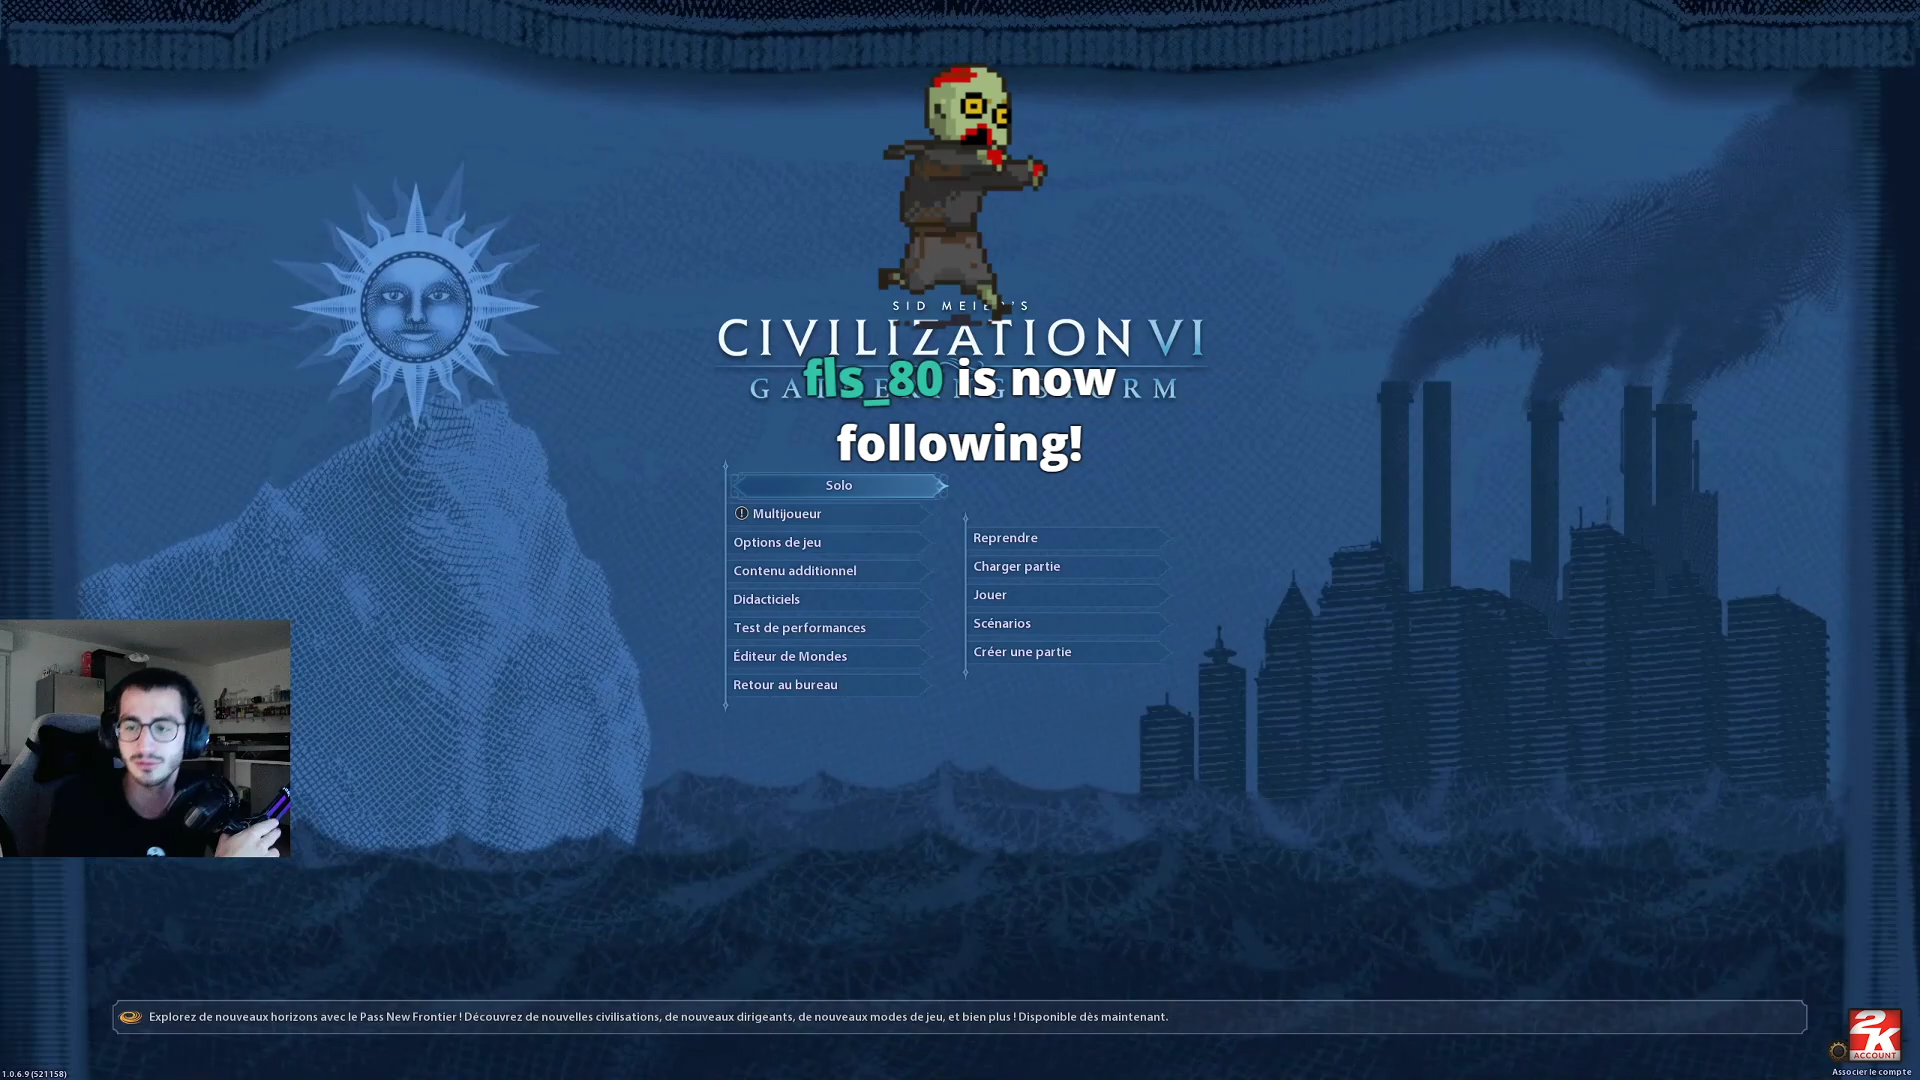 SID MEIER'S
CIVILIZATION VI
GATHERING STORM
fls_80 is now
following!
Solo
Multijoueur
Options de jeu
Contenu additionnel
Didacticiels
Test de performances
Éditeur de Mondes
Retour au bureau
Reprendre
Charger partie
Jouer
Scénarios
Créer une partie
Explorez de nouveaux horizons avec le Pass New Frontier ! Découvrez de nouvelles civilisations, de nouveaux dirigeants, de nouveaux modes de jeu, et bien plus ! Disponible dès maintenant.
2K
ACCOUNT
Associer le compte
1.0.6.9 (521158)